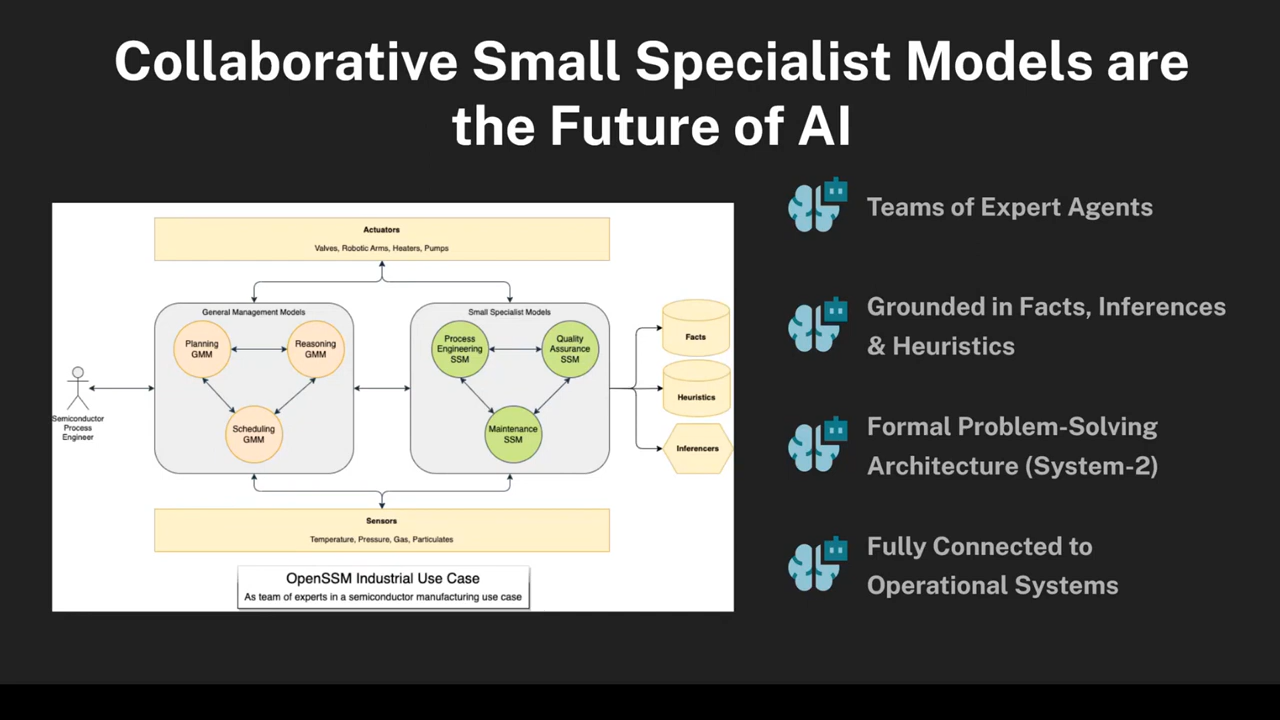 Collaborative Small Specialist Models are
the Future of AI
Actuators
Valves, Robotic Arms, Heaters, Pumps
General Management Models
Planning
GMM
Reasoning
GMM
Scheduling
GMM
Small Specialist Models
Process
Engineering
SSM
Quality
Assurance
SSM
Maintenance
SSM
Semiconductor
Process
Engineer
Facts
Heuristics
Inferencers
Sensors
Temperature, Pressure, Gas, Particulates
OpenSSM Industrial Use Case
As team of experts in a semiconductor manufacturing use case
Teams of Expert Agents
Grounded in Facts, Inferences
& Heuristics
Formal Problem-Solving
Architecture (System-2)
Fully Connected to
Operational Systems